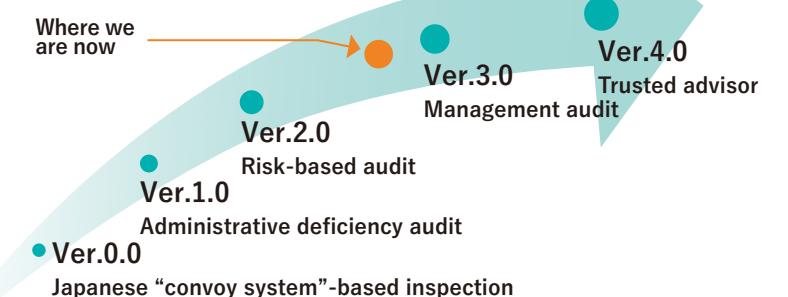 Where we
are now
Ver.4.0
Trusted advisor
Ver.3.0
Management audit
Ver.2.0
Risk-based audit
Ver.1.0
Administrative deficiency audit
Ver.0.0
Japanese “convoy system”-based inspection